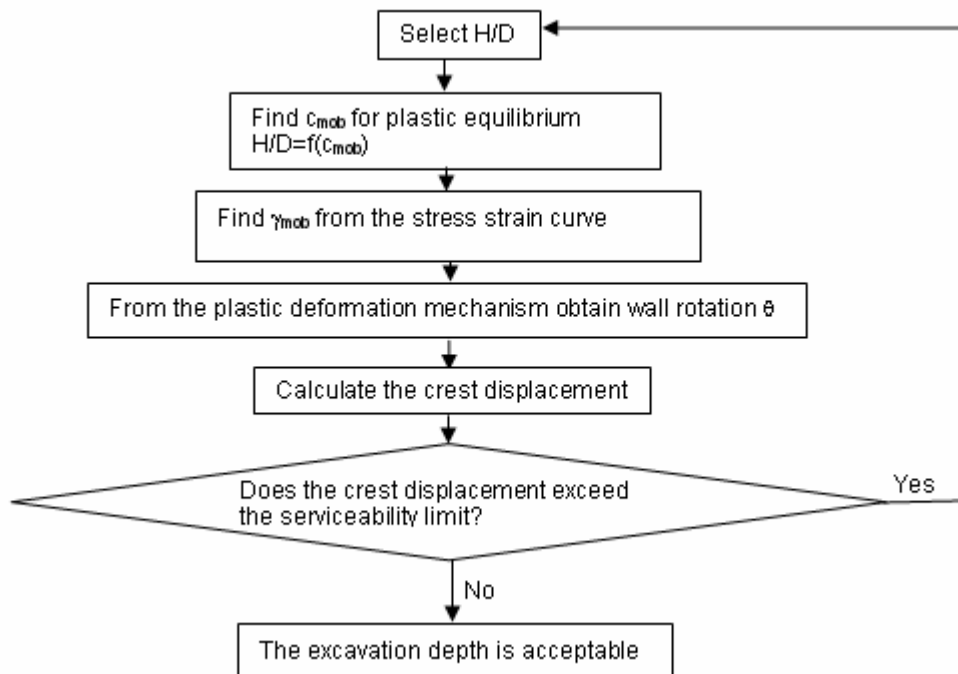 Select H/D
Find cmob for plastic equilibrium
H/D=f(cmob)
Find γmob from the stress strain curve
From the plastic deformation mechanism obtain wall rotation θ
Calculate the crest displacement
Does the crest displacement exceed
the serviceability limit?
Yes
No
The excavation depth is acceptable